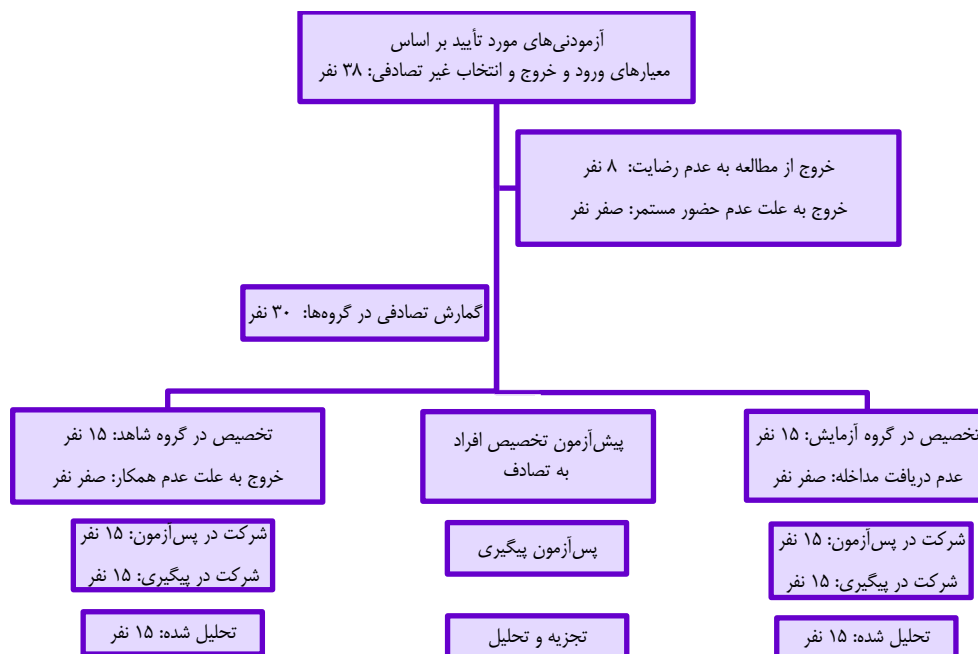 آزمودنی‌های مورد تأیید بر اساس
معیارهای ورود و خروج و انتخاب غیر تصادفی: ۳۸ نفر
خروج از مطالعه به عدم رضایت: ۸ نفر
خروج به علت عدم حضور مستمر: صفر نفر
گمارش تصادفی در گروه‌ها: ۳۰ نفر
تخصیص در گروه آزمایش: ۱۵ نفر
عدم دریافت مداخله: صفر نفر
پیش‌آزمون تخصیص افراد
به تصادف
تخصیص در گروه شاهد: ۱۵ نفر
خروج به علت عدم همکار: صفر نفر
شرکت در پس‌آزمون: ۱۵ نفر
شرکت در پیگیری: ۱۵ نفر
پس‌آزمون پیگیری
شرکت در پس‌آزمون: ۱۵ نفر
شرکت در پیگیری: ۱۵ نفر
تحلیل شده: ۱۵ نفر
تجزیه و تحلیل
تحلیل شده: ۱۵ نفر